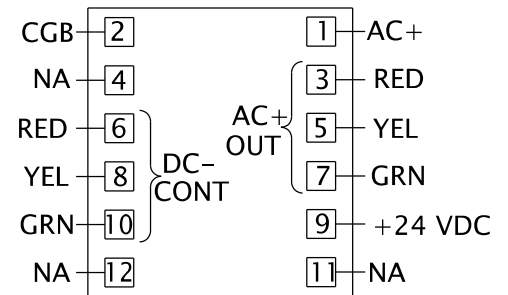 CGB 2 1 AC+
NA 4 3 RED
RED 6 AC+ OUT 5 YEL
YEL 8 DC- CONT 7 GRN
GRN 10 9 +24 VDC
NA 12 11 NA